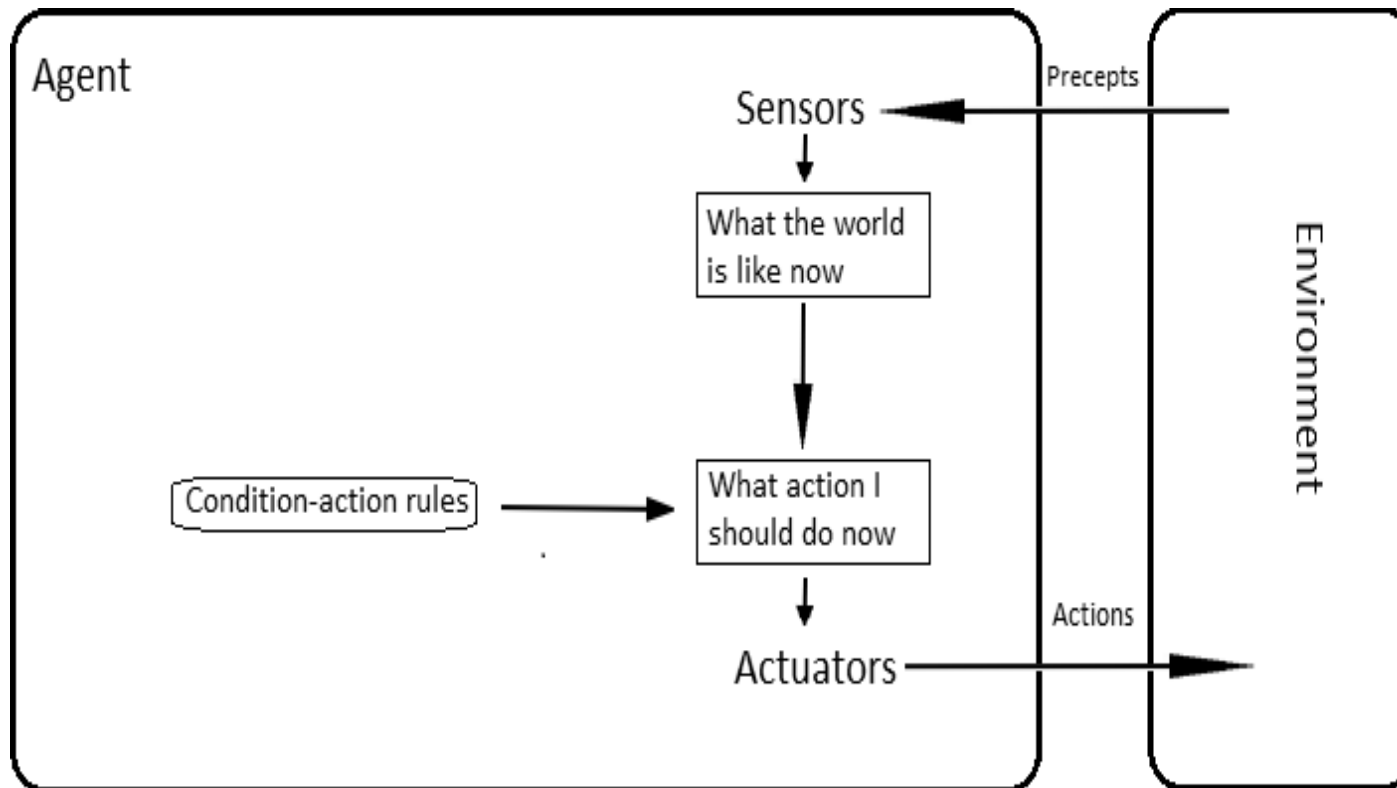 Agent
Precepts
Sensors
What the world
is like now
Environment
Condition-action rules
What action I
should do now
Actions
Actuators